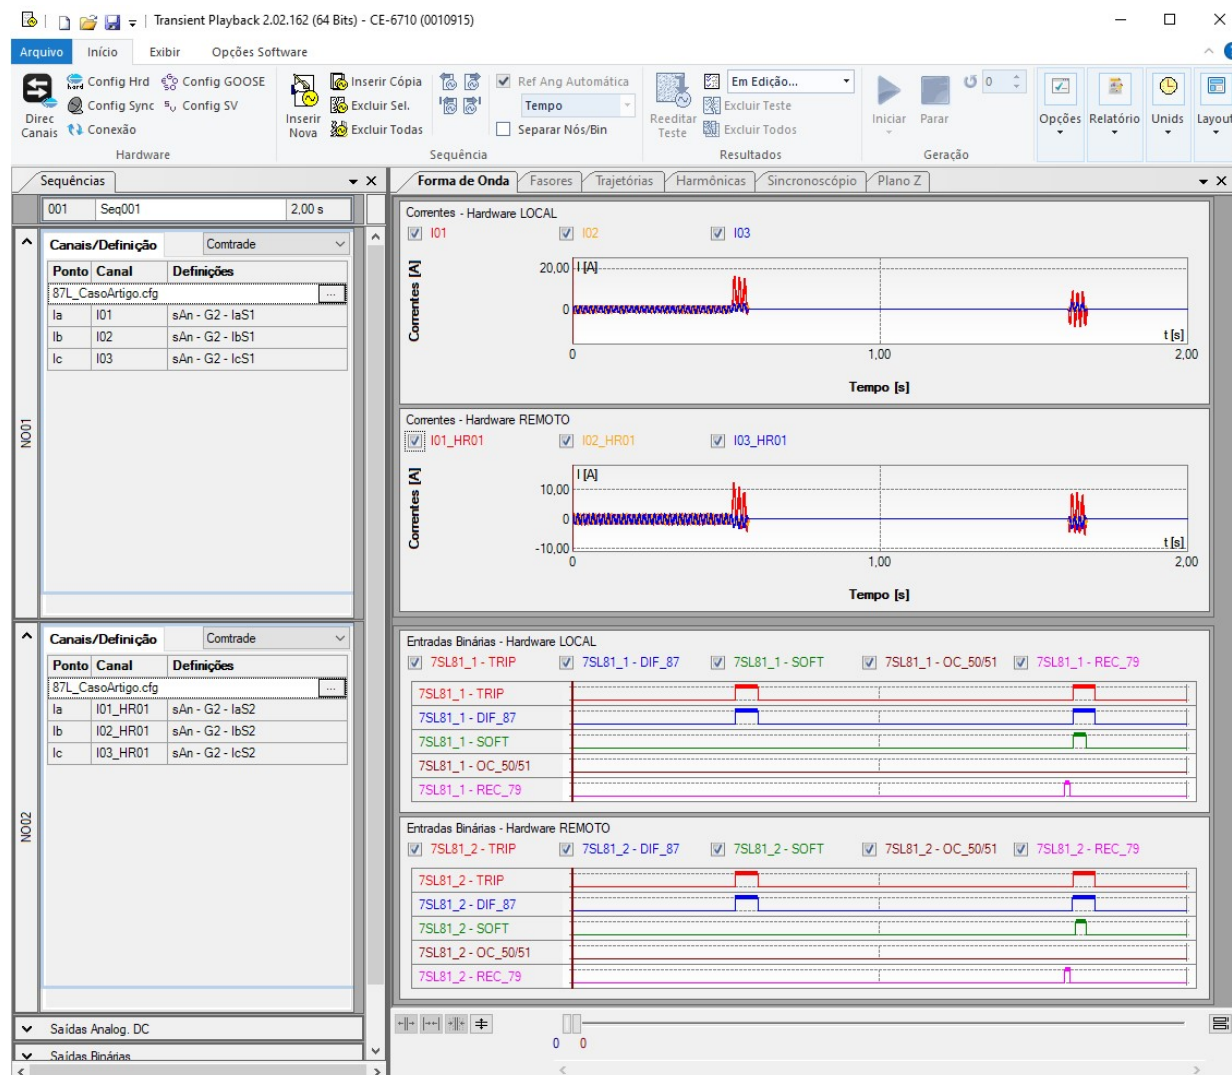 Transient Playback 2.02.162 (64 Bits) - CE-6710 (0010915)
Arquivo Início Exibir Opções Software
Direc Canais
Config Hrd Config GOOSE
Config Sync Config SV
Conexão
Hardware
Inserir Nova
Inserir Cópia
Excluir Sel.
Excluir Todas
Ref Ang Automática
Tempo
Separar Nós/Bin
Sequência
Reeditar Teste
Em Edição...
Excluir Teste
Excluir Todos
Resultados
Iniciar Parar 0
Geração
Opções Relatório Unids Layout
Sequências
001 Seq001 2,00 s
NO01
Canais/Definição Comtrade
Ponto Canal Definições
87L_CasoArtigo.cfg ...
Ia I01 sAn - G2 - IaS1
Ib I02 sAn - G2 - IbS1
Ic I03 sAn - G2 - IcS1
NO02
Canais/Definição Comtrade
Ponto Canal Definições
87L_CasoArtigo.cfg ...
Ia I01_HR01 sAn - G2 - IaS2
Ib I02_HR01 sAn - G2 - IbS2
Ic I03_HR01 sAn - G2 - IcS2
Saídas Analog. DC
Saídas Binárias
Forma de Onda Fasores Trajetórias Harmônicas Sincronoscópio Plano Z
Correntes - Hardware LOCAL
I01 I02 I03
Correntes [A]
20,00 I [A]
0
t [s]
0 1,00 2,00
Tempo [s]
Correntes - Hardware REMOTO
I01_HR01 I02_HR01 I03_HR01
Correntes [A]
I [A]
10,00
0
-10,00 t [s]
0 1,00 2,00
Tempo [s]
Entradas Binárias - Hardware LOCAL
7SL81_1 - TRIP 7SL81_1 - DIF_87 7SL81_1 - SOFT 7SL81_1 - OC_50/51 7SL81_1 - REC_79
7SL81_1 - TRIP
7SL81_1 - DIF_87
7SL81_1 - SOFT
7SL81_1 - OC_50/51
7SL81_1 - REC_79
Entradas Binárias - Hardware REMOTO
7SL81_2 - TRIP 7SL81_2 - DIF_87 7SL81_2 - SOFT 7SL81_2 - OC_50/51 7SL81_2 - REC_79
7SL81_2 - TRIP
7SL81_2 - DIF_87
7SL81_2 - SOFT
7SL81_2 - OC_50/51
7SL81_2 - REC_79
0 0